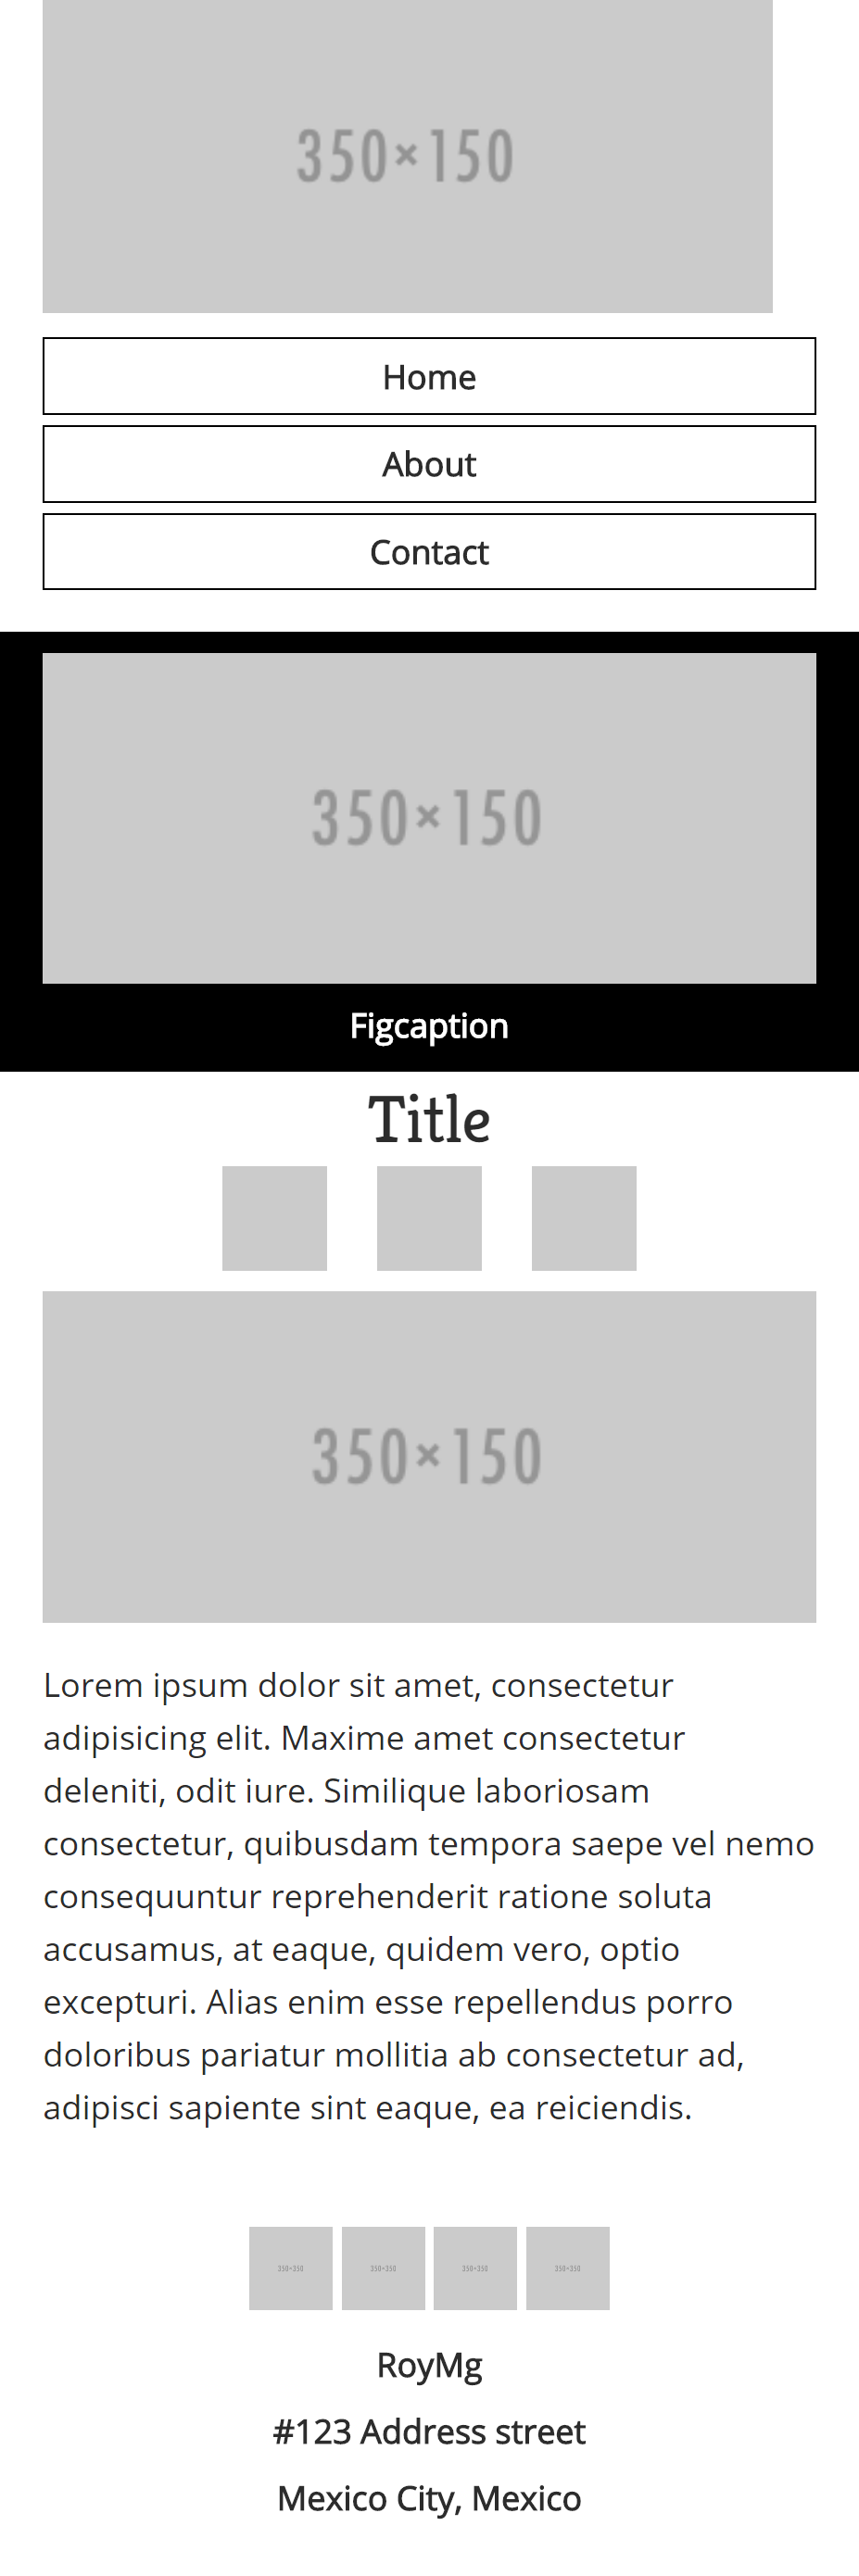 350×150
Home
About
Contact
350×150
Figcaption
Title
350×150
Lorem ipsum dolor sit amet, consectetur
adipisicing elit. Maxime amet consectetur
deleniti, odit iure. Similique laboriosam
consectetur, quibusdam tempora saepe vel nemo
consequuntur reprehenderit ratione soluta
accusamus, at eaque, quidem vero, optio
excepturi. Alias enim esse repellendus porro
doloribus pariatur mollitia ab consectetur ad,
adipisci sapiente sint eaque, ea reiciendis.
350×350 350×350 350×350 350×350
RoyMg
#123 Address street
Mexico City, Mexico